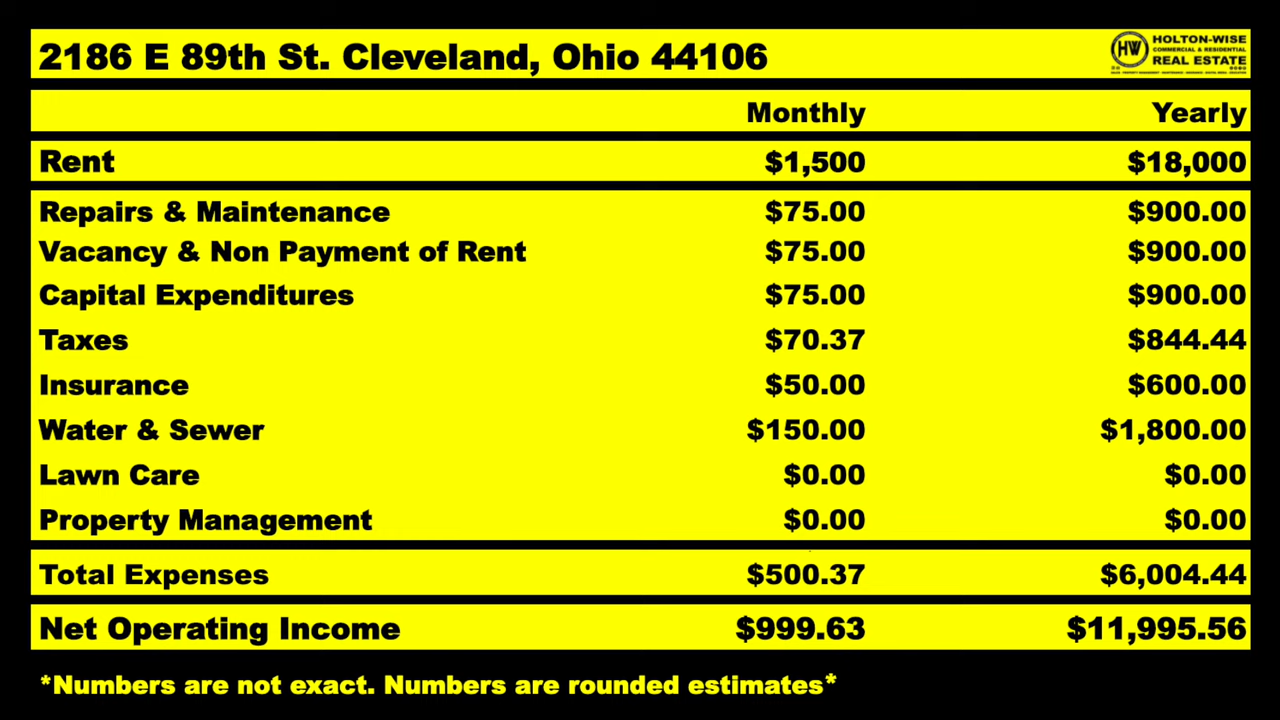 2186 E 89th St. Cleveland, Ohio 44106
HW
HOLTON-WISE
COMMERCIAL & RESIDENTIAL
REAL ESTATE
Monthly Yearly
Rent $1,500 $18,000
Repairs & Maintenance $75.00 $900.00
Vacancy & Non Payment of Rent $75.00 $900.00
Capital Expenditures $75.00 $900.00
Taxes $70.37 $844.44
Insurance $50.00 $600.00
Water & Sewer $150.00 $1,800.00
Lawn Care $0.00 $0.00
Property Management $0.00 $0.00
Total Expenses $500.37 $6,004.44
Net Operating Income $999.63 $11,995.56
*Numbers are not exact. Numbers are rounded estimates*